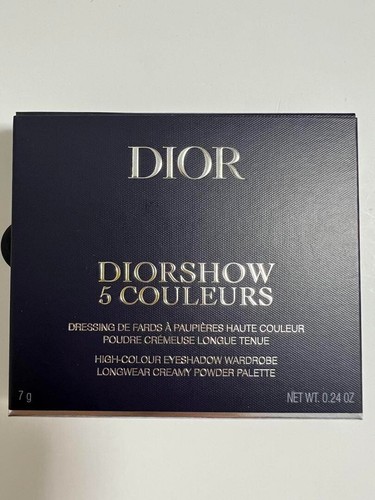 DIOR
DIORSHOW
5 COULEURS
DRESSING DE FARDS À PAUPIÈRES HAUTE COULEUR
POUDRE CRÉMEUSE LONGUE TENUE
HIGH-COLOUR EYESHADOW WARDROBE
LONGWEAR CREAMY POWDER PALETTE
7 g NET WT. 0.24 OZ